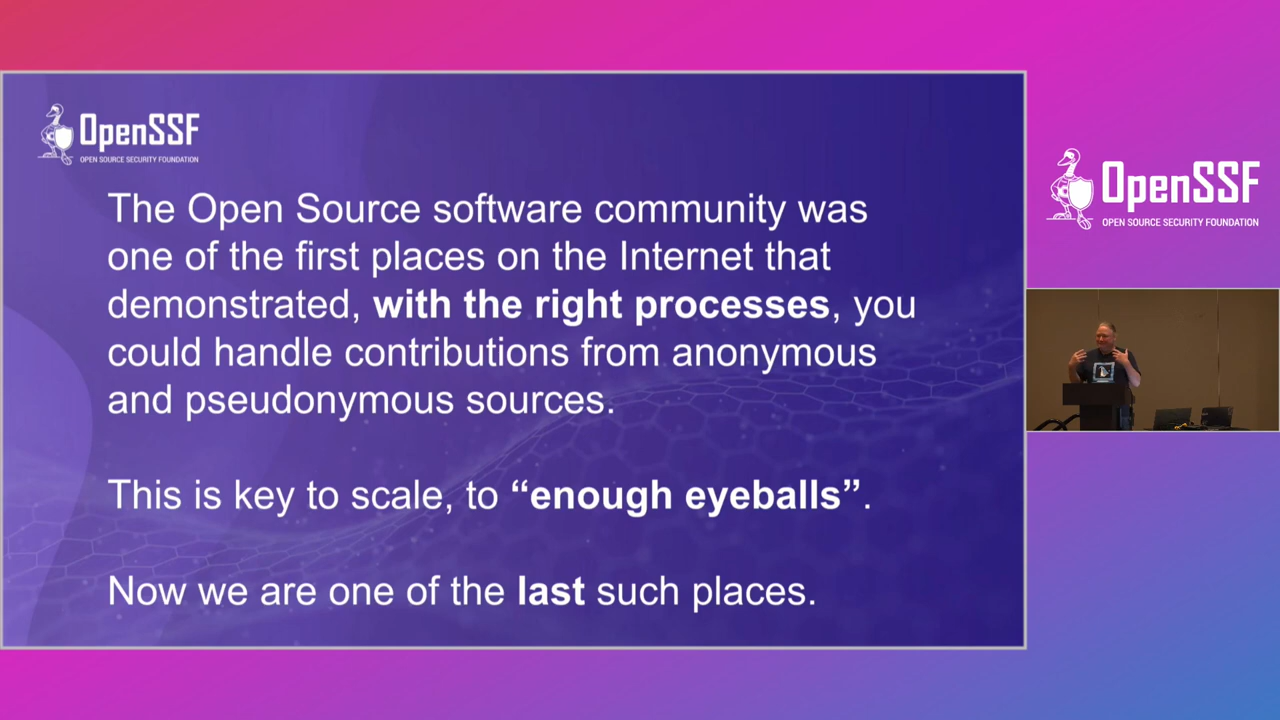 OpenSSF
OPEN SOURCE SECURITY FOUNDATION
The Open Source software community was
one of the first places on the Internet that
demonstrated, with the right processes, you
could handle contributions from anonymous
and pseudonymous sources.
This is key to scale, to “enough eyeballs”.
Now we are one of the last such places.
OpenSSF
OPEN SOURCE SECURITY FOUNDATION